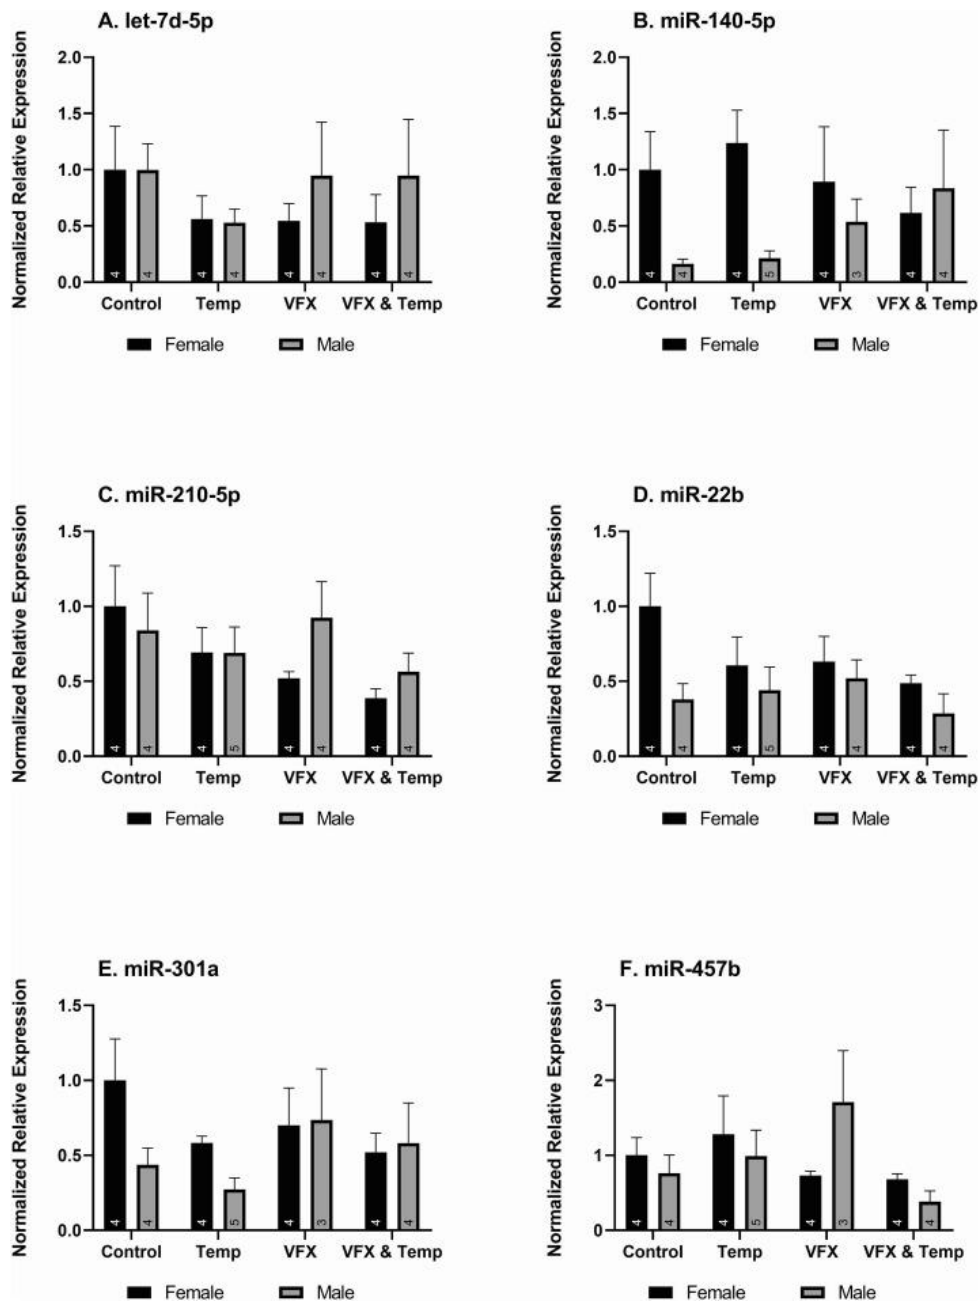 A. let-7d-5p
Normalized Relative Expression
2.0
1.5
1.0
0.5
0.0
4 4 4 4 4 4 4 4
Control Temp VFX VFX & Temp
Female Male
B. miR-140-5p
Normalized Relative Expression
2.0
1.5
1.0
0.5
0.0
4 4 4 5 4 3 4 4
Control Temp VFX VFX & Temp
Female Male
C. miR-210-5p
Normalized Relative Expression
1.5
1.0
0.5
0.0
4 4 4 5 4 4 4 4
Control Temp VFX VFX & Temp
Female Male
D. miR-22b
Normalized Relative Expression
1.5
1.0
0.5
0.0
4 4 4 5 4 4 4 4
Control Temp VFX VFX & Temp
Female Male
E. miR-301a
Normalized Relative Expression
1.5
1.0
0.5
0.0
4 4 4 5 4 3 4 4
Control Temp VFX VFX & Temp
Female Male
F. miR-457b
Normalized Relative Expression
3
2
1
0
4 4 4 5 4 3 4 4
Control Temp VFX VFX & Temp
Female Male